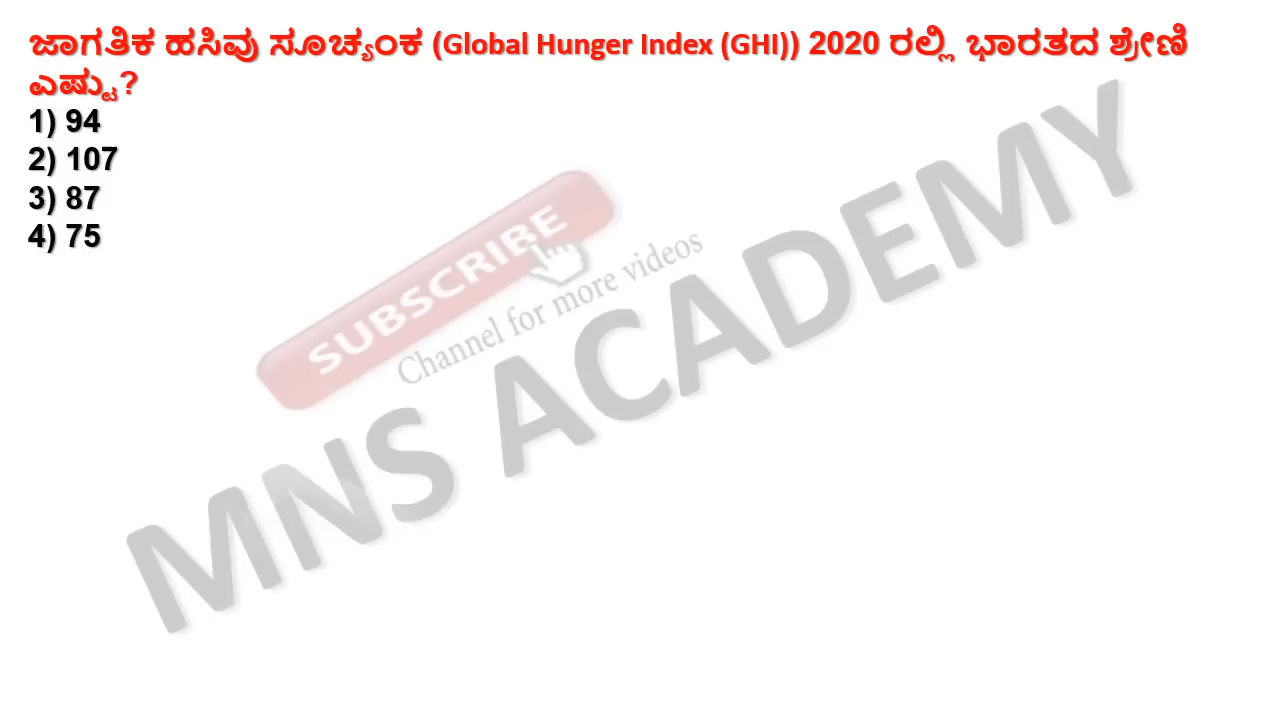 ಜಾಗತಿಕ ಹಸಿವು ಸೂಚ್ಯಂಕ (Global Hunger Index (GHI)) 2020 ರಲ್ಲಿ ಭಾರತದ ಶ್ರೇಣಿ
ಎಷ್ಟು?
1) 94
2) 107
3) 87
4) 75
SUBSCRIBE
Channel for more videos
MNS ACADEMY